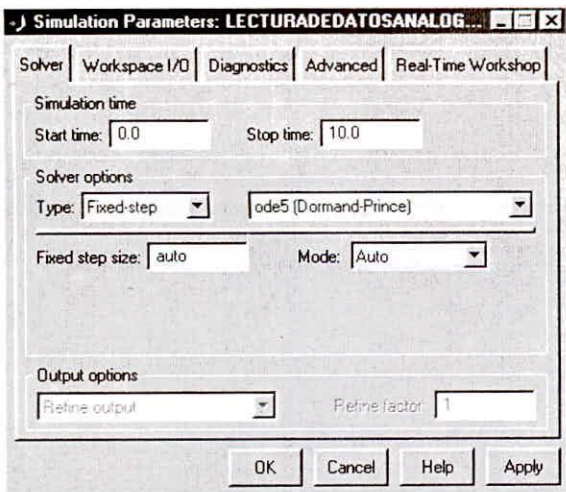 Simulation Parameters: LECTURADEDATOSANALOG...
Solver Workspace I/O Diagnostics Advanced Real-Time Workshop
Simulation time
Start time: 0.0 Stop time: 10.0
Solver options
Type: Fixed-step ode5 (Dormand-Prince)
Fixed step size: auto Mode: Auto
Output options
Refine output Refine factor: 1
OK Cancel Help Apply